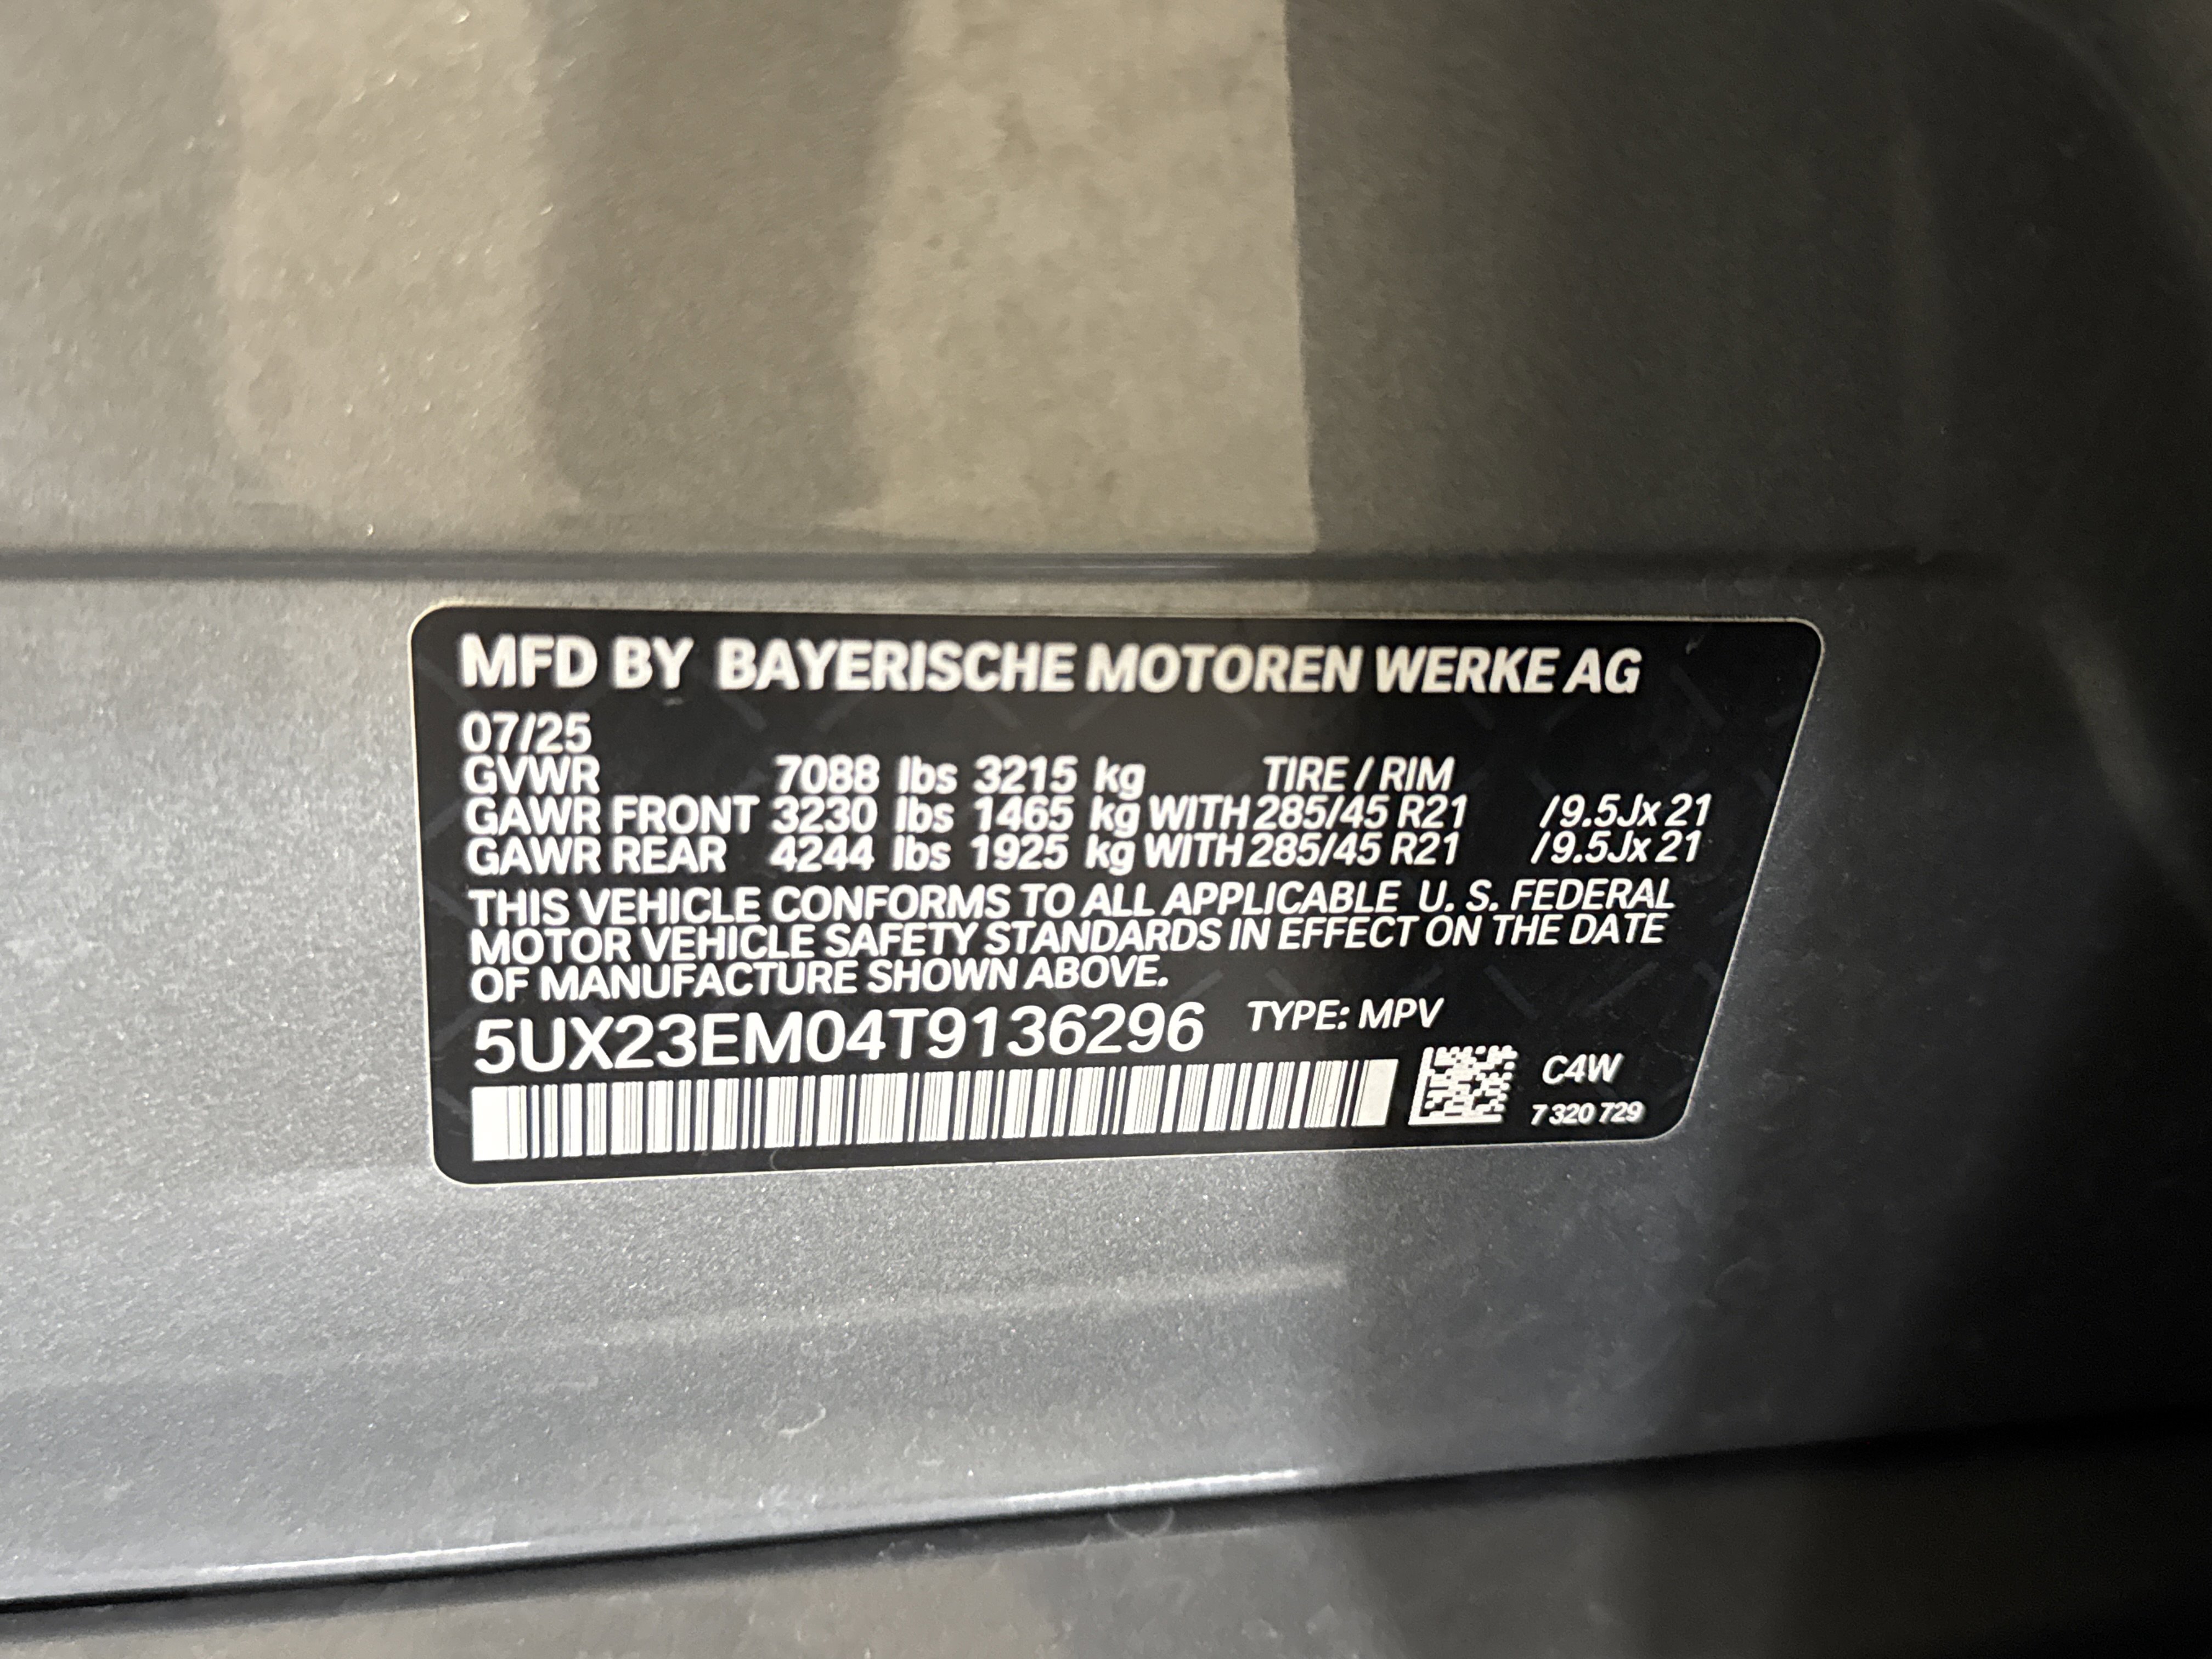 MFD BY BAYERISCHE MOTOREN WERKE AG
07/25
GVWR 7088 lbs 3215 kg TIRE / RIM
GAWR FRONT 3230 lbs 1465 kg WITH 285/45 R21 /9.5Jx 21
GAWR REAR 4244 lbs 1925 kg WITH 285/45 R21 /9.5Jx 21
THIS VEHICLE CONFORMS TO ALL APPLICABLE U. S. FEDERAL
MOTOR VEHICLE SAFETY STANDARDS IN EFFECT ON THE DATE
OF MANUFACTURE SHOWN ABOVE.
5UX23EM04T9136296 TYPE: MPV
C4W
7 320 729